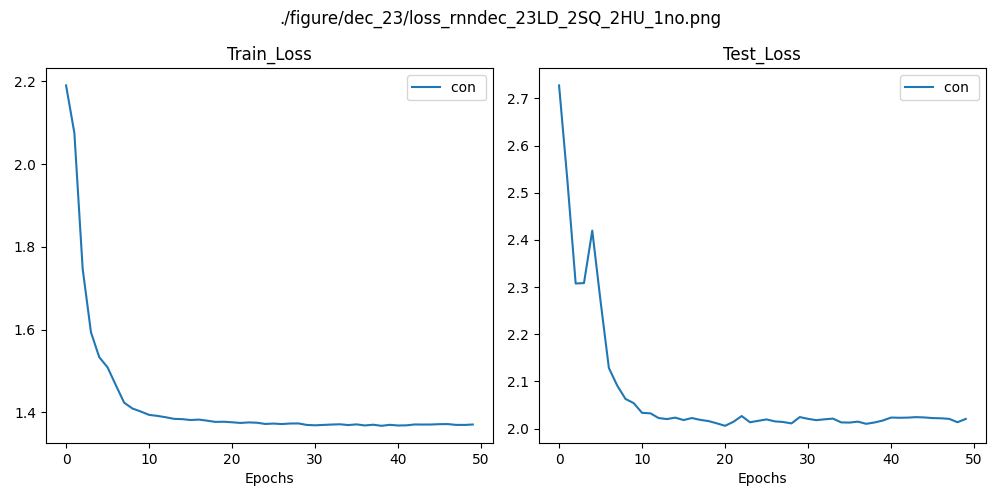 ./figure/dec_23/loss_rnndec_23LD_2SQ_2HU_1no.png
Train_Loss
con
2.2
2.0
1.8
1.6
1.4
0 10 20 30 40 50
Epochs
Test_Loss
con
2.7
2.6
2.5
2.4
2.3
2.2
2.1
2.0
0 10 20 30 40 50
Epochs